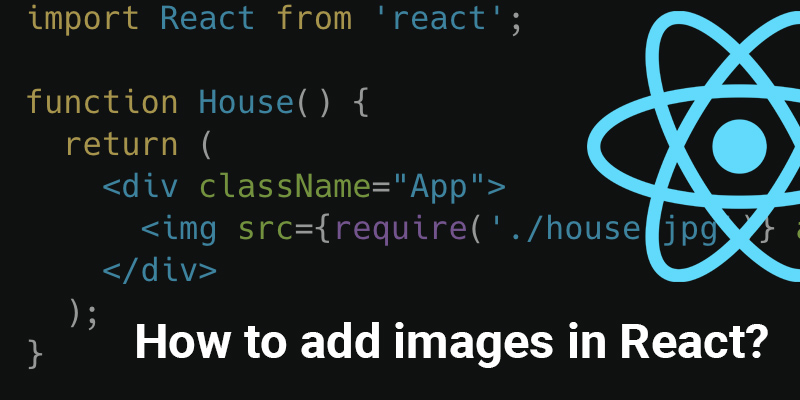 import React from 'react';
function House() {
return (
<div className="App">
<img src={require('./house jpg )}
</div>
);
}
How to add images in React?